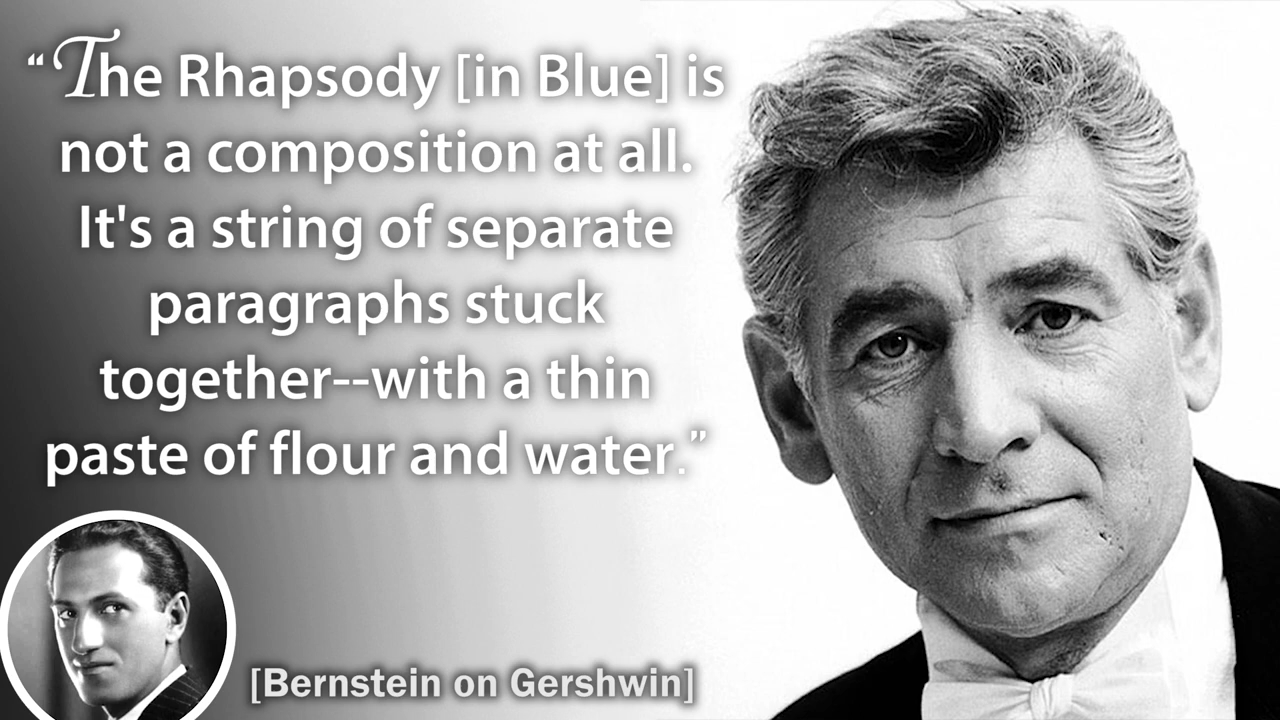 “The Rhapsody [in Blue] is
not a composition at all.
It's a string of separate
paragraphs stuck
together--with a thin
paste of flour and water.”
[Bernstein on Gershwin]